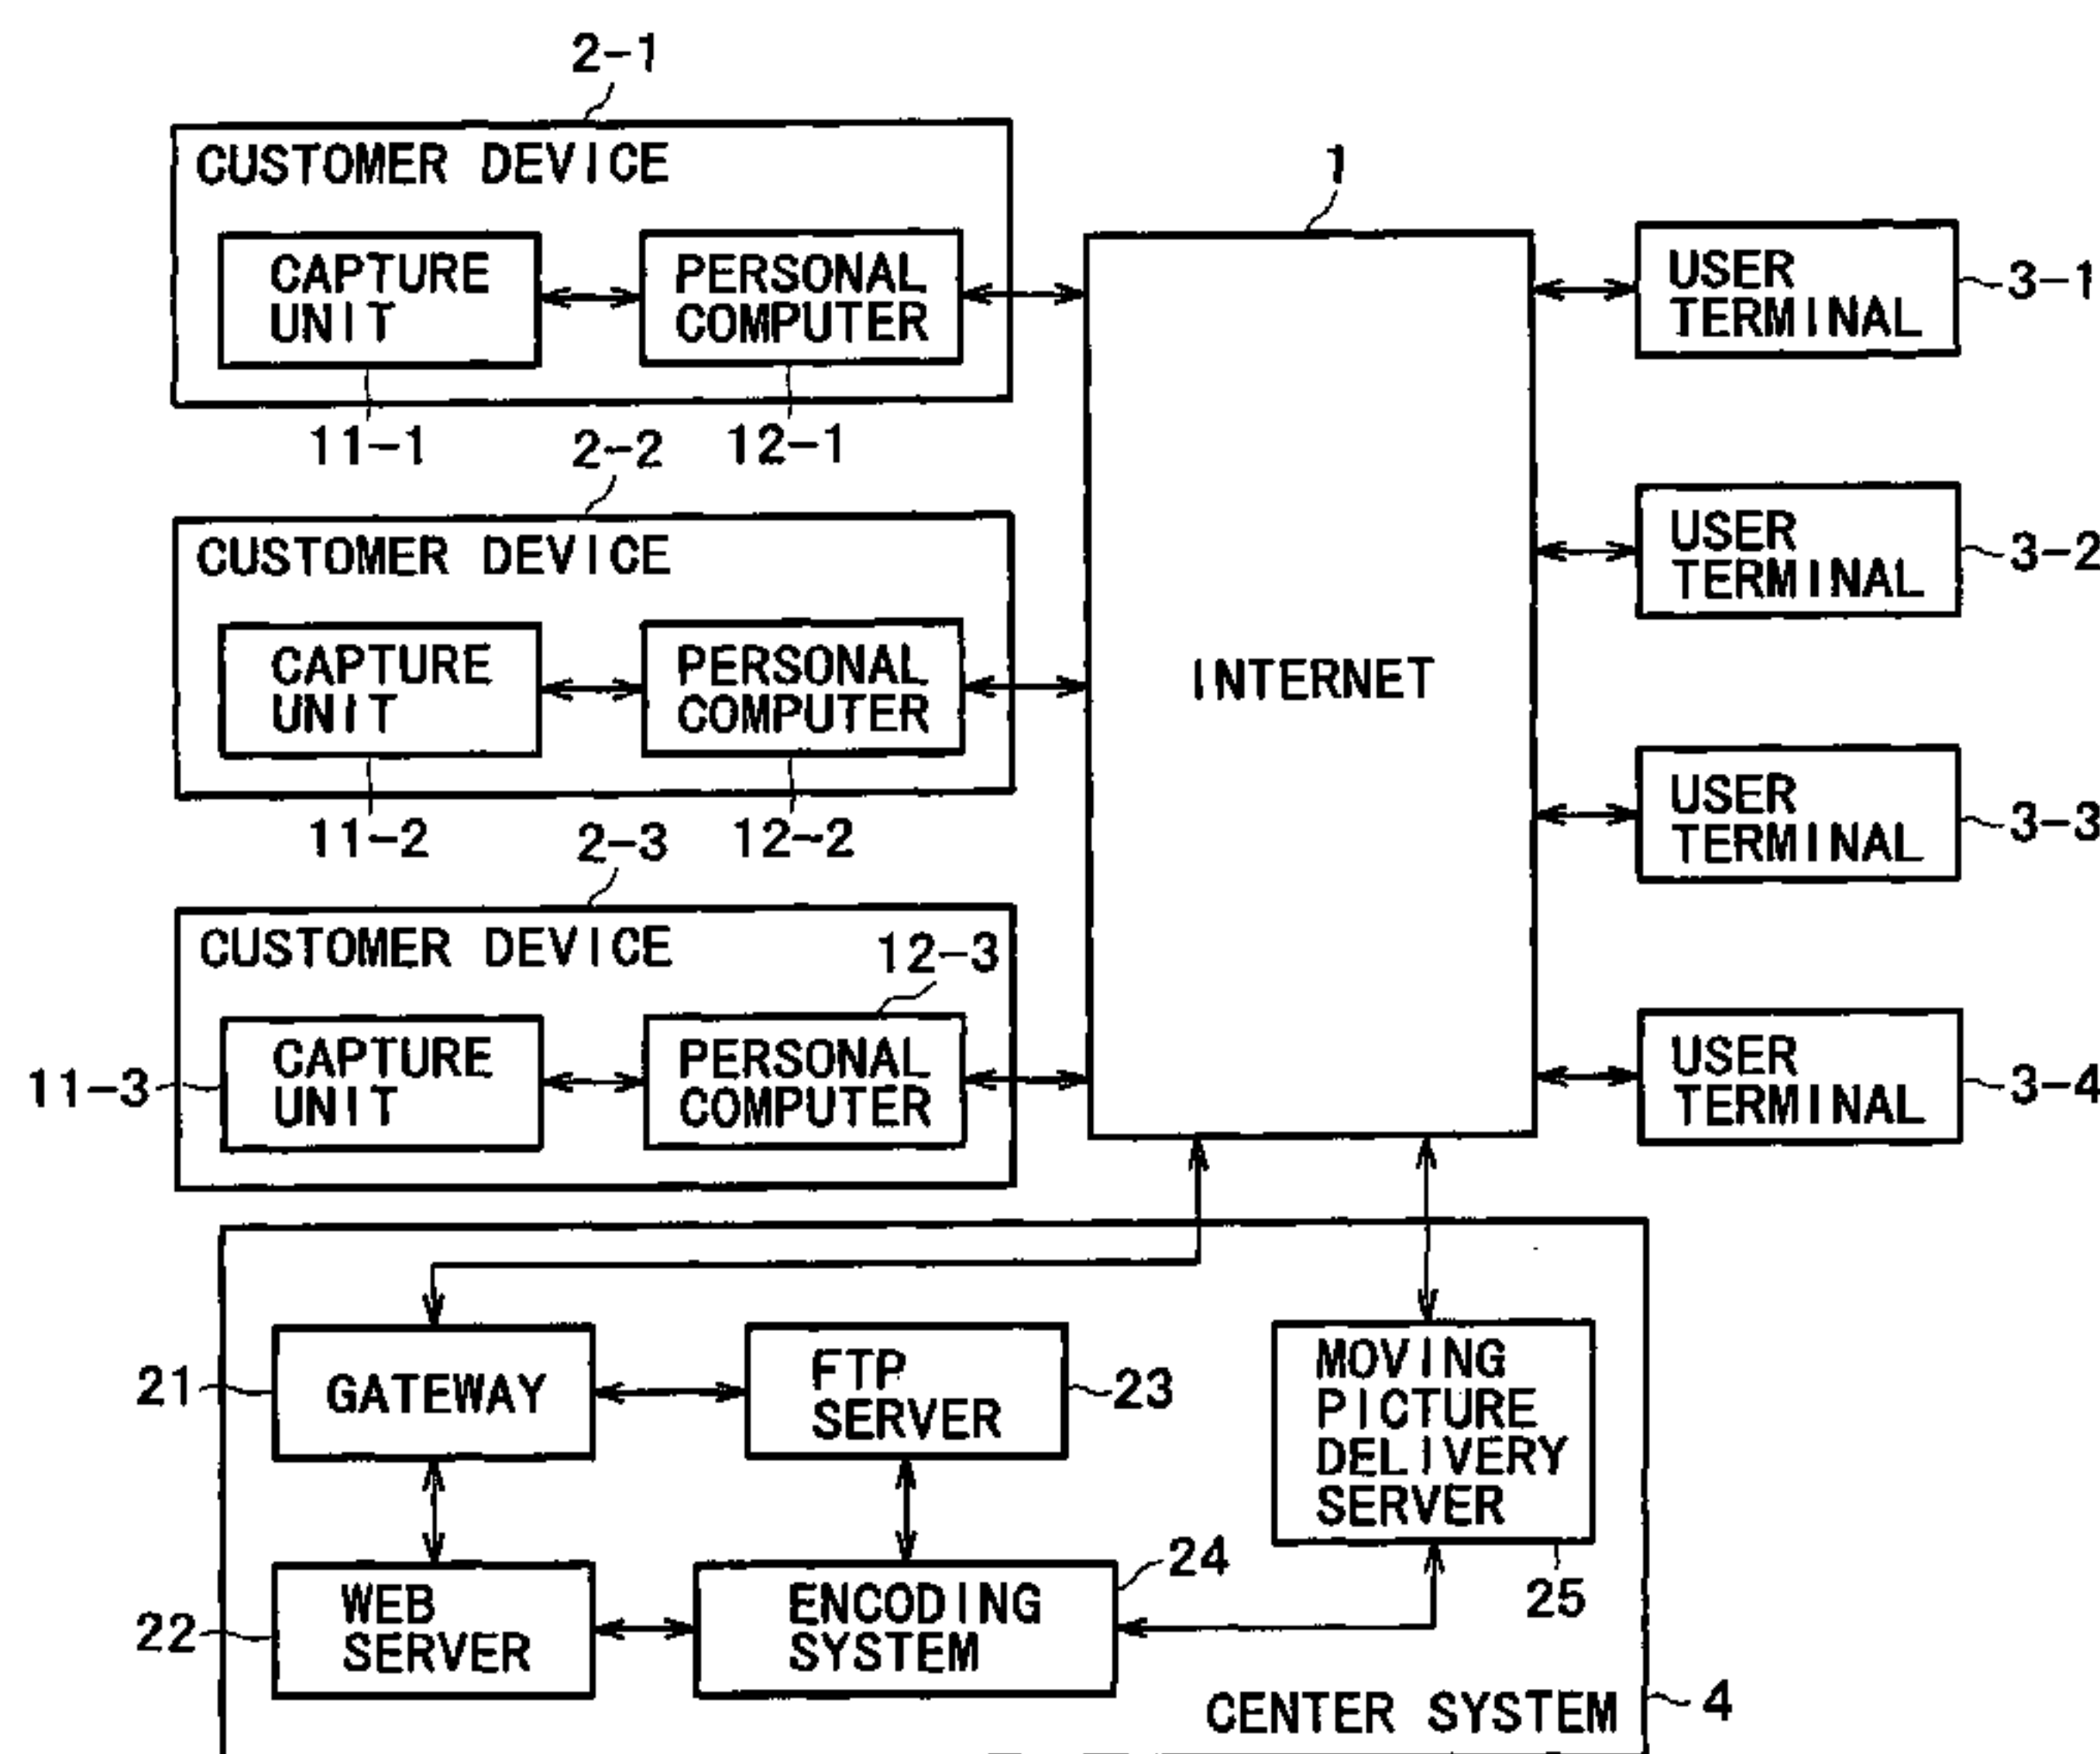 2-1
CUSTOMER DEVICE
CAPTURE
UNIT
PERSONAL
COMPUTER
11-1
12-1
2-2
CUSTOMER DEVICE
CAPTURE
UNIT
PERSONAL
COMPUTER
11-2
12-2
2-3
CUSTOMER DEVICE
12-3
11-3
CAPTURE
UNIT
PERSONAL
COMPUTER
1
INTERNET
USER
TERMINAL
3-1
USER
TERMINAL
3-2
USER
TERMINAL
3-3
USER
TERMINAL
3-4
21
GATEWAY
FTP
SERVER
23
MOVING
PICTURE
DELIVERY
SERVER
25
22
WEB
SERVER
ENCODING
SYSTEM
24
CENTER SYSTEM
4